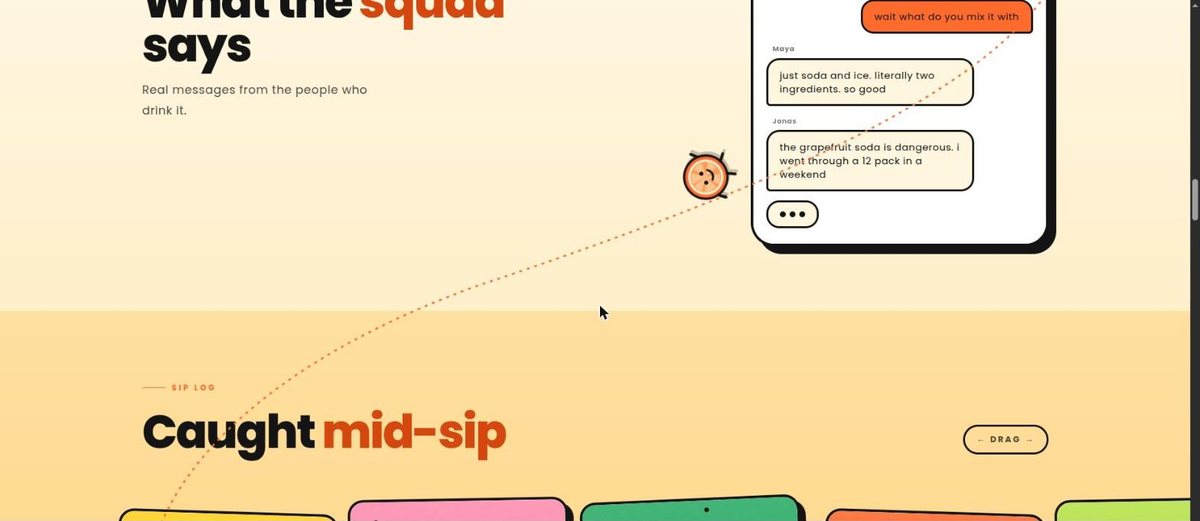 What the squad
says
Real messages from the people who
drink it.
wait what do you mix it with
Maya
just soda and ice. literally two
ingredients. so good
Jonas
the grapefruit soda is dangerous. i
went through a 12 pack in a
weekend
SIP LOG
Caught mid-sip
← DRAG →